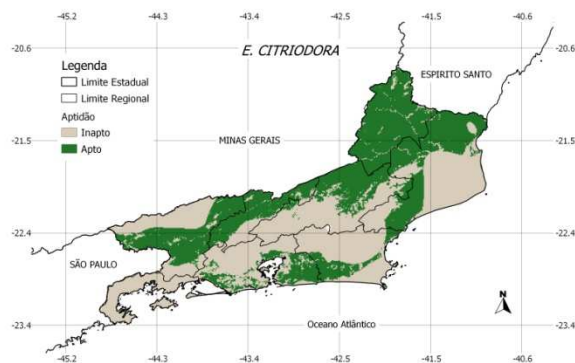 -45.2 -44.3 -43.4 -42.5 -41.5 -40.6
-20.6 -20.6
E. CITRIODORA
Legenda
Limite Estadual
Limite Regional
Aptidão
Inapto
Apto
ESPIRITO SANTO
MINAS GERAIS
-21.5 -21.5
-22.4 -22.4
SÃO PAULO
N
-23.4 -23.4
Oceano Atlântico
-45.2 -44.3 -43.4 -42.5 -41.5 -40.6